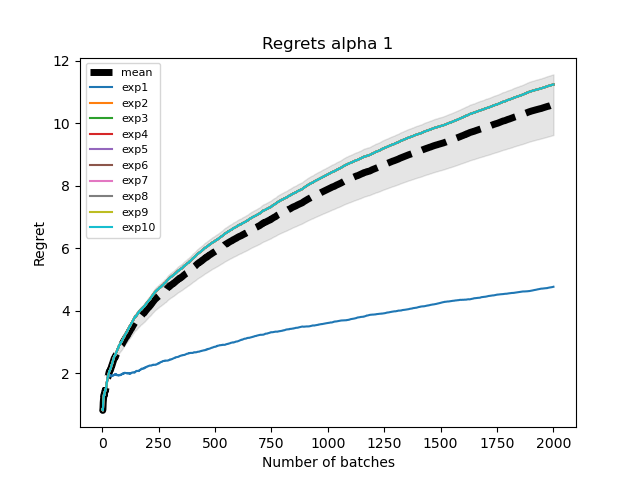 Regrets alpha 1
12
10
8
6
4
2
Regret
mean
exp1
exp2
exp3
exp4
exp5
exp6
exp7
exp8
exp9
exp10
0 250 500 750 1000 1250 1500 1750 2000
Number of batches